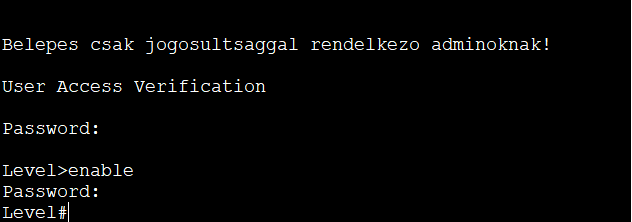 Belepes csak jogosultsaggal rendelkezo adminoknak!
User Access Verification
Password:
Level>enable
Password:
Level#